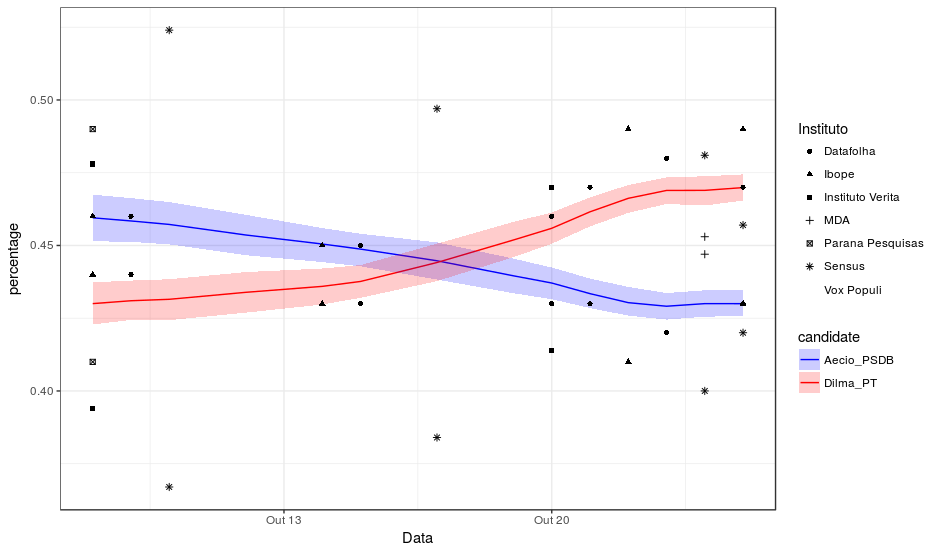 0.50
0.45
0.40
percentage
Out 13
Out 20
Data
Instituto
Datafolha
Ibope
Instituto Verita
MDA
Parana Pesquisas
Sensus
Vox Populi
candidate
Aecio_PSDB
Dilma_PT